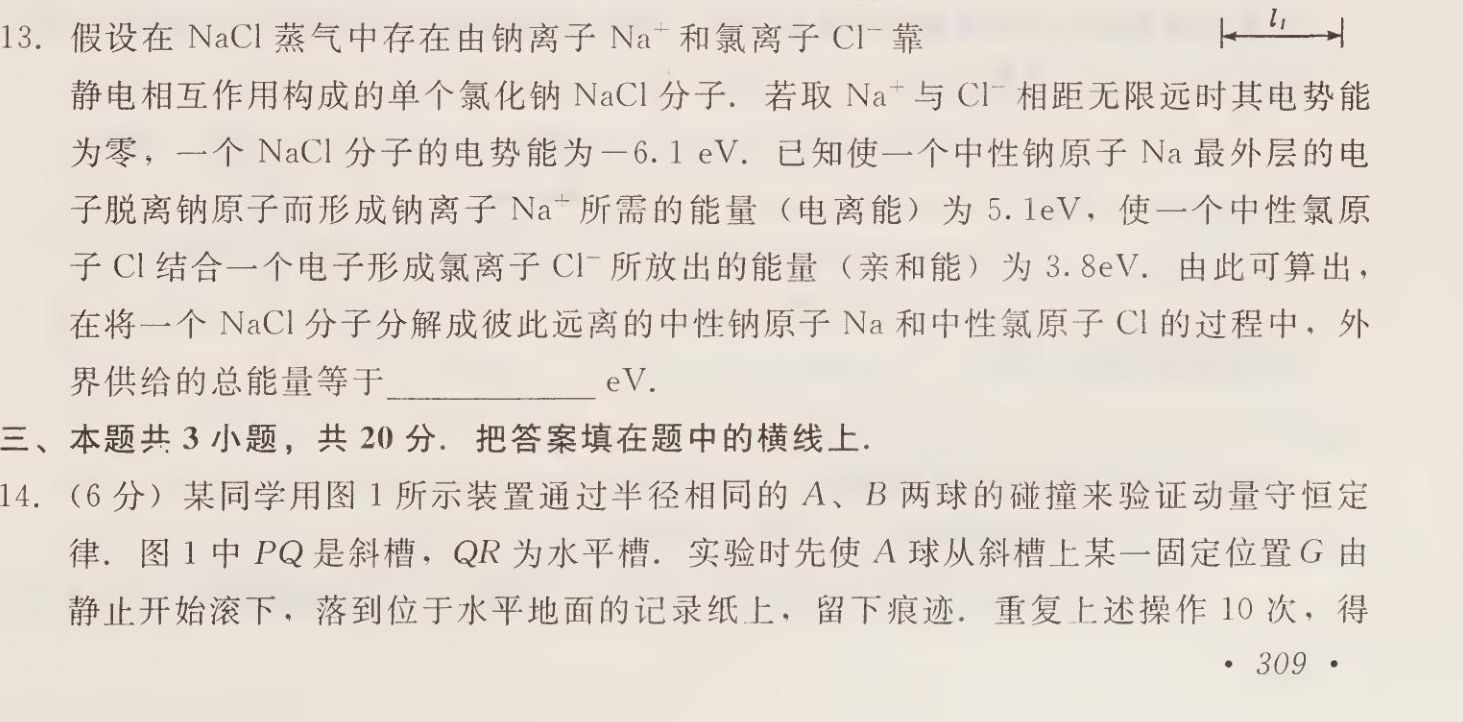 l₁
13. 假设在 NaCl 蒸气中存在由钠离子 Na⁺ 和氯离子 Cl⁻ 靠
静电相互作用构成的单个氯化钠 NaCl 分子．若取 Na⁺ 与 Cl⁻ 相距无限远时其电势能
为零，一个 NaCl 分子的电势能为－6.1 eV．已知使一个中性钠原子 Na 最外层的电
子脱离钠原子而形成钠离子 Na⁺ 所需的能量（电离能）为 5.1eV，使一个中性氯原
子 Cl 结合一个电子形成氯离子 Cl⁻ 所放出的能量（亲和能）为 3.8eV．由此可算出，
在将一个 NaCl 分子分解成彼此远离的中性钠原子 Na 和中性氯原子 Cl 的过程中，外
界供给的总能量等于____________ eV.
三、本题共 3 小题，共 20 分．把答案填在题中的横线上．
14.（6 分）某同学用图 1 所示装置通过半径相同的 A、B 两球的碰撞来验证动量守恒定
律．图 1 中 PQ 是斜槽，QR 为水平槽．实验时先使 A 球从斜槽上某一固定位置 G 由
静止开始滚下，落到位于水平地面的记录纸上，留下痕迹．重复上述操作 10 次，得
· 309 ·